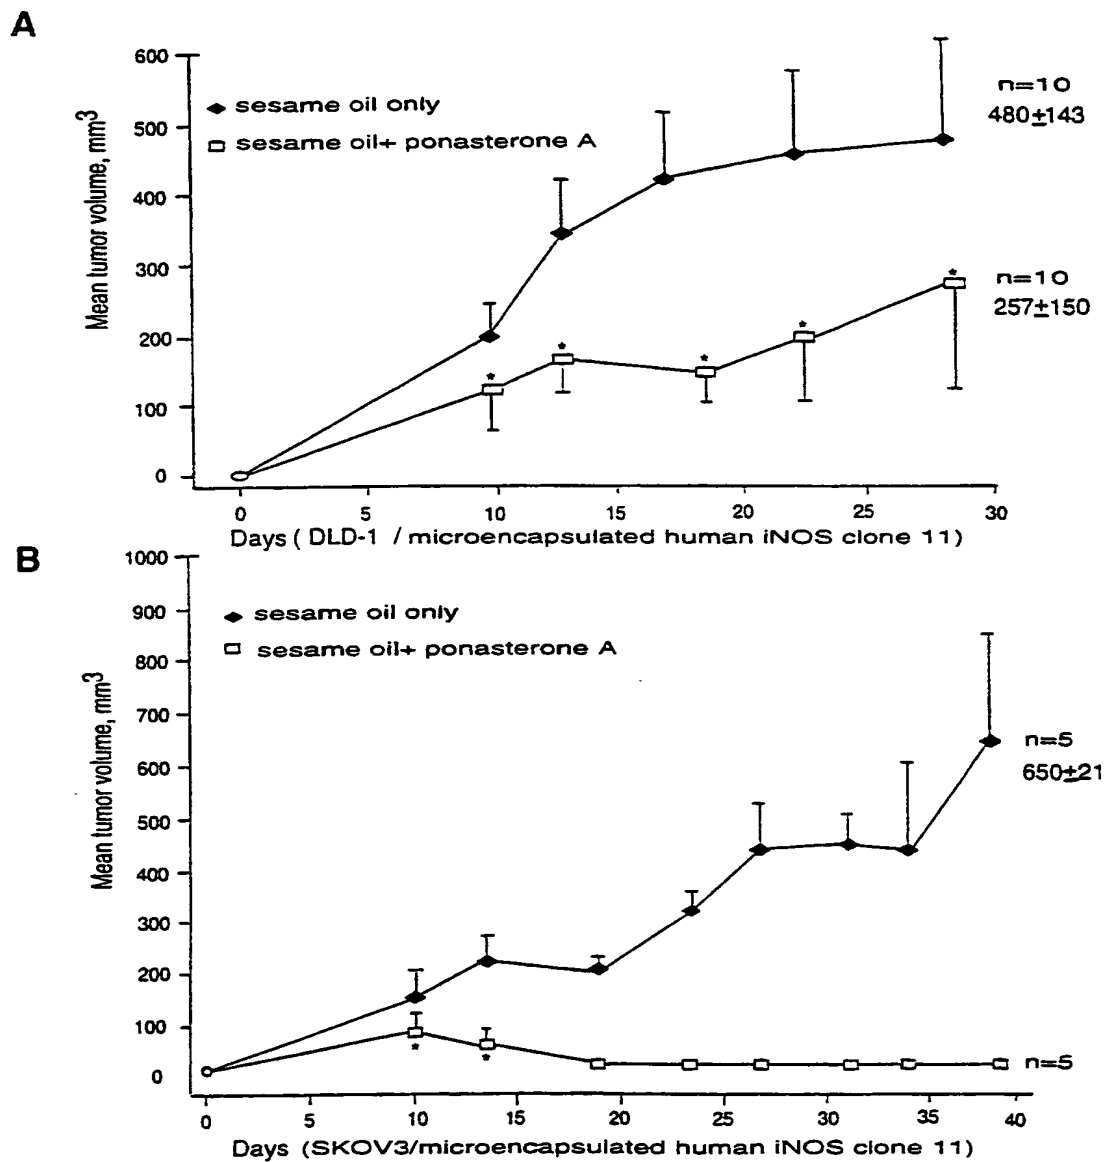 A
Mean tumor volume, mm3
600
500
400
300
200
100
0
sesame oil only
sesame oil+ ponasterone A
n=10
480±143
n=10
257±150
* * * * *
0 5 10 15 20 25 30
Days ( DLD-1 / microencapsulated human iNOS clone 11)
B
Mean tumor volume, mm3
1000
900
800
700
600
500
400
300
200
100
0
sesame oil only
sesame oil+ ponasterone A
n=5
650±21
n=5
* *
0 5 10 15 20 25 30 35 40
Days (SKOV3/microencapsulated human iNOS clone 11)